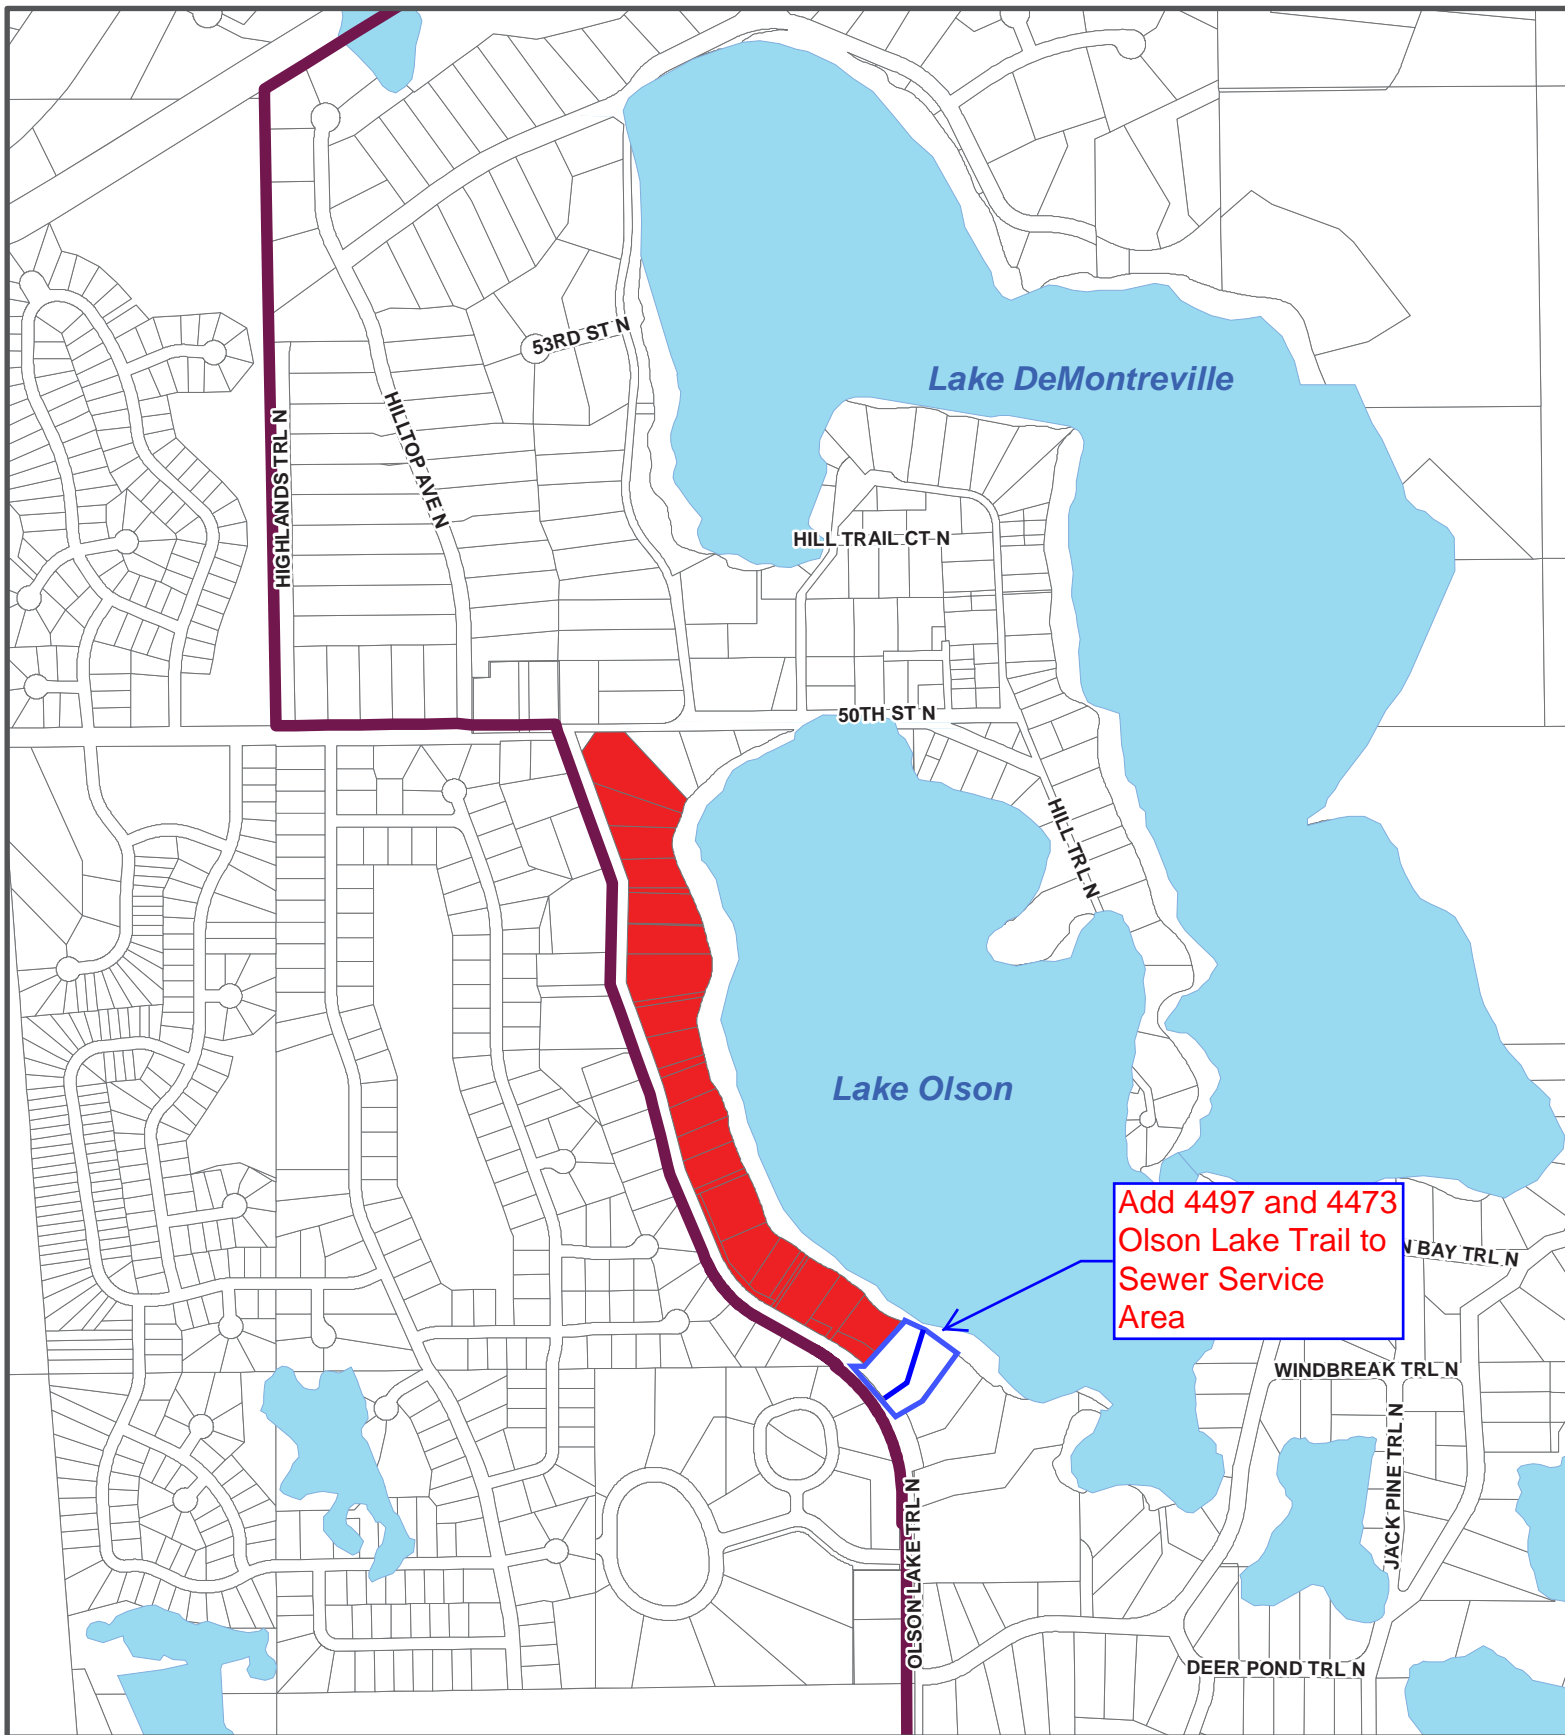 53RD ST N
Lake DeMontreville
HIGHLANDS TRL N
HILLTOP AVE N
HILL TRAIL CT N
50TH ST N
HILL TRL N
Lake Olson
Add 4497 and 4473
Olson Lake Trail to
Sewer Service
Area
N BAY TRL N
WINDBREAK TRL N
JACK PINE TRL N
OLSON LAKE TRL N
DEER POND TRL N